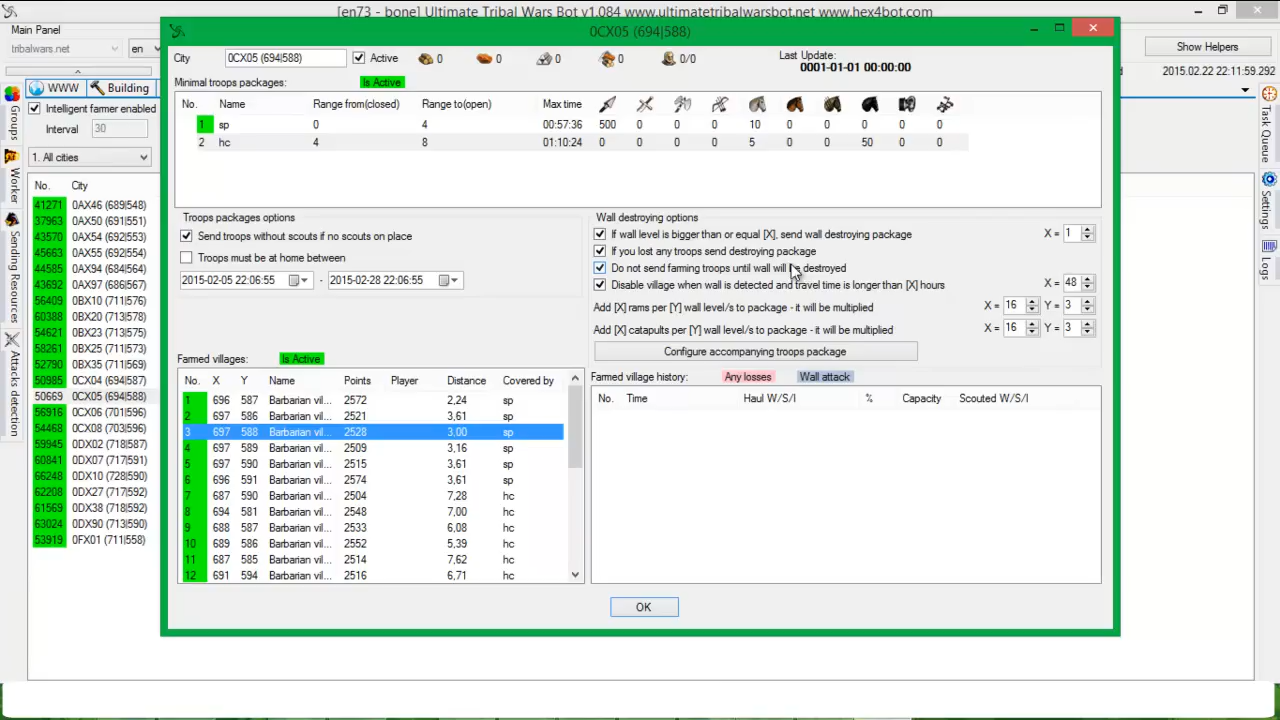 [en73 - bone] Ultimate Tribal Wars Bot v1.084 www.ultimatetribalwarsbot.net www.hex4bot.com
Main Panel
tribalwars.net
en
Show Helpers
2015.02.22 22:11:59.292
WWW
Building
Intelligent farmer enabled
Interval 30
1. All cities
No. City
41271 0AX46 (689|548)
37963 0AX50 (691|551)
43570 0AX54 (692|553)
45663 0AX55 (692|554)
44585 0AX94 (684|564)
43642 0AX97 (686|567)
56409 0BX10 (711|576)
60388 0BX20 (713|578)
54621 0BX23 (713|575)
58261 0BX25 (711|573)
52790 0BX35 (711|569)
50985 0CX04 (694|587)
50669 0CX05 (694|588)
56916 0CX06 (701|596)
54468 0CX08 (703|596)
59945 0DX02 (718|587)
60841 0DX07 (717|591)
66248 0DX10 (728|590)
62208 0DX27 (717|592)
61569 0DX38 (718|592)
63024 0DX90 (713|590)
53919 0FX01 (711|558)
Groups
Worker
Sending Resources
Attacks detection
Task Queue
Settings
Logs
0CX05 (694|588)
City 0CX05 (694|588) Active 0 0 0 0 0/0
Last Update:
0001-01-01 00:00:00
Minimal troops packages: Is Active
No. Name Range from(closed) Range to(open) Max time
1 sp 0 4 00:57:36 500 0 0 0 10 0 0 0 0 0
2 hc 4 8 01:10:24 0 0 0 0 5 0 0 50 0 0
Troops packages options
Send troops without scouts if no scouts on place
Troops must be at home between
2015-02-05 22:06:55 - 2015-02-28 22:06:55
Wall destroying options
If wall level is bigger than or equal [X], send wall destroying package X = 1
If you lost any troops send destroying package
Do not send farming troops until wall will be destroyed
Disable village when wall is detected and travel time is longer than [X] hours X = 48
Add [X] rams per [Y] wall level/s to package - it will be multiplied X = 16 Y = 3
Add [X] catapults per [Y] wall level/s to package - it will be multiplied X = 16 Y = 3
Configure accompanying troops package
Farmed villages: Is Active
No. X Y Name Points Player Distance Covered by
1 696 587 Barbarian vil... 2572 2,24 sp
2 697 586 Barbarian vil... 2521 3,61 sp
3 697 588 Barbarian vil... 2528 3,00 sp
4 697 589 Barbarian vil... 2509 3,16 sp
5 697 590 Barbarian vil... 2515 3,61 sp
6 696 591 Barbarian vil... 2574 3,61 sp
7 687 590 Barbarian vil... 2504 7,28 hc
8 694 581 Barbarian vil... 2548 7,00 hc
9 688 587 Barbarian vil... 2533 6,08 hc
10 689 586 Barbarian vil... 2552 5,39 hc
11 687 585 Barbarian vil... 2514 7,62 hc
12 691 594 Barbarian vil... 2516 6,71 hc
Farmed village history: Any losses Wall attack
No. Time Haul W/S/I % Capacity Scouted W/S/I
OK